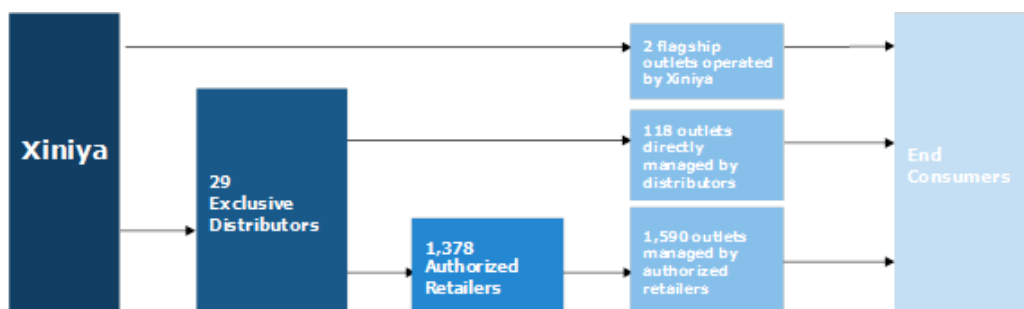 Xiniya
29
Exclusive
Distributors
1,378
Authorized
Retailers
2 flagship
outlets operated
by Xiniya
118 outlets
directly
managed by
distributors
1,590 outlets
managed by
authorized
retailers
End
Consumers